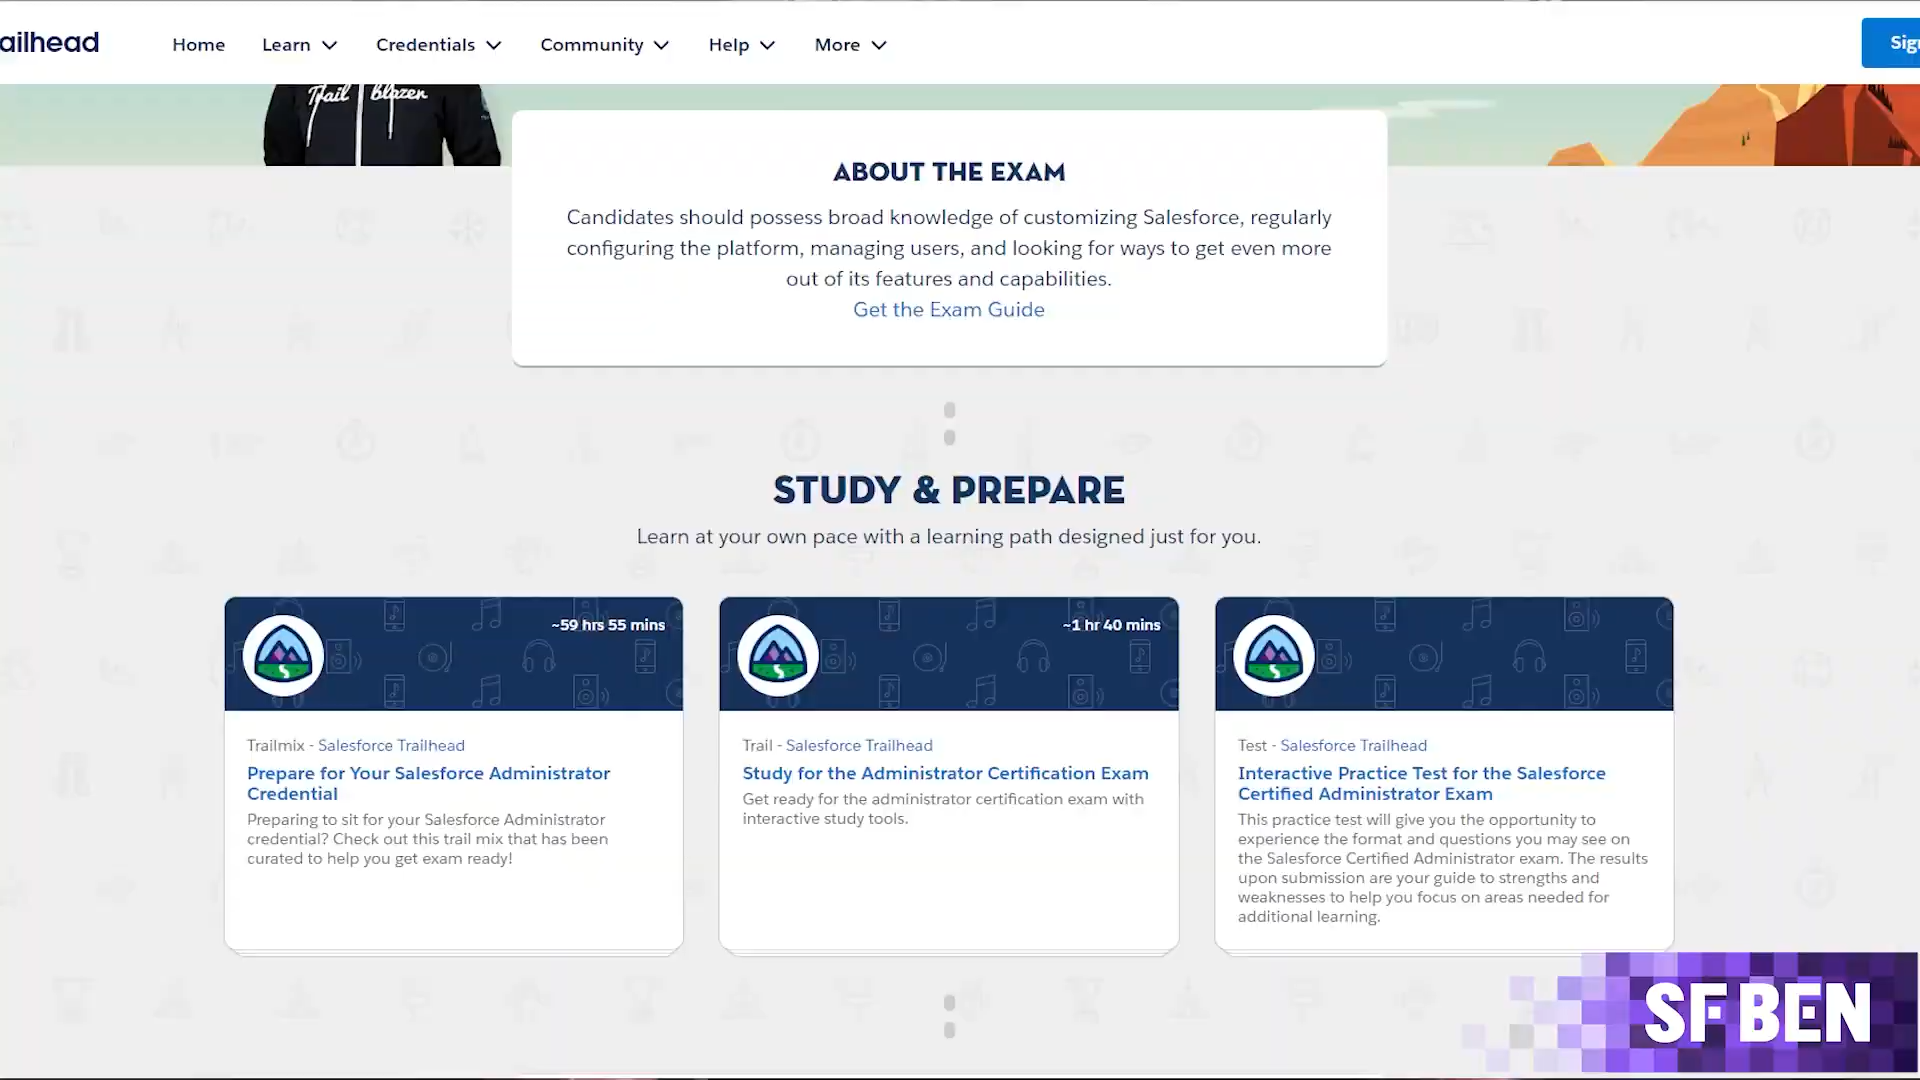 ailhead
Home
Learn
Credentials
Community
Help
More
Sig
Trail blazer
ABOUT THE EXAM
Candidates should possess broad knowledge of customizing Salesforce, regularly
configuring the platform, managing users, and looking for ways to get even more
out of its features and capabilities.
Get the Exam Guide
STUDY & PREPARE
Learn at your own pace with a learning path designed just for you.
~59 hrs 55 mins
Trailmix - Salesforce Trailhead
Prepare for Your Salesforce Administrator
Credential
Preparing to sit for your Salesforce Administrator
credential? Check out this trail mix that has been
curated to help you get exam ready!
~1 hr 40 mins
Trail - Salesforce Trailhead
Study for the Administrator Certification Exam
Get ready for the administrator certification exam with
interactive study tools.
Test - Salesforce Trailhead
Interactive Practice Test for the Salesforce
Certified Administrator Exam
This practice test will give you the opportunity to
experience the format and questions you may see on
the Salesforce Certified Administrator exam. The results
upon submission are your guide to strengths and
weaknesses to help you focus on areas needed for
additional learning.
SF BEN